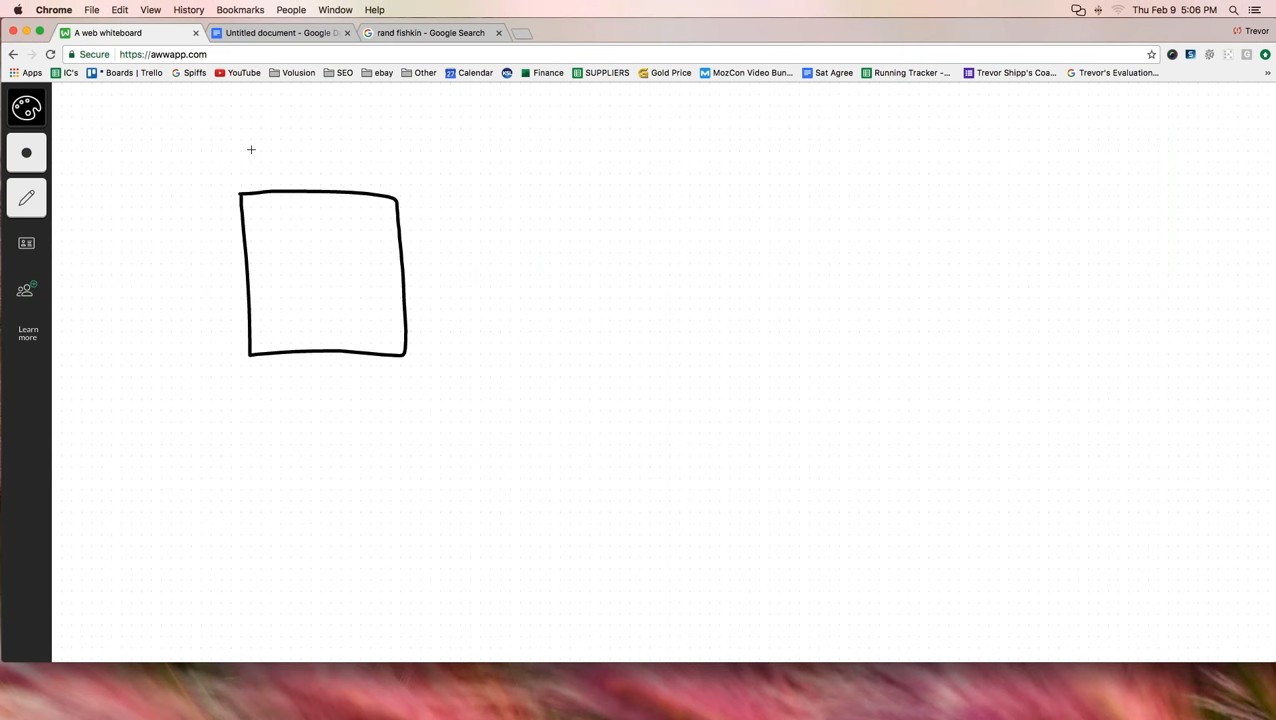 Chrome File Edit View History Bookmarks People Window Help Thu Feb 9 5:06 PM
A web whiteboard Untitled document - Google D rand fishkin - Google Search Trevor
Secure https://awwapp.com
Apps IC's * Boards | Trello Spiffs YouTube Volusion SEO ebay Other 27 Calendar KSL Finance SUPPLIERS Gold Price MozCon Video Bun... Sat Agree Running Tracker -... Trevor Shipp's Coa... Trevor's Evaluation... »
Learn
more